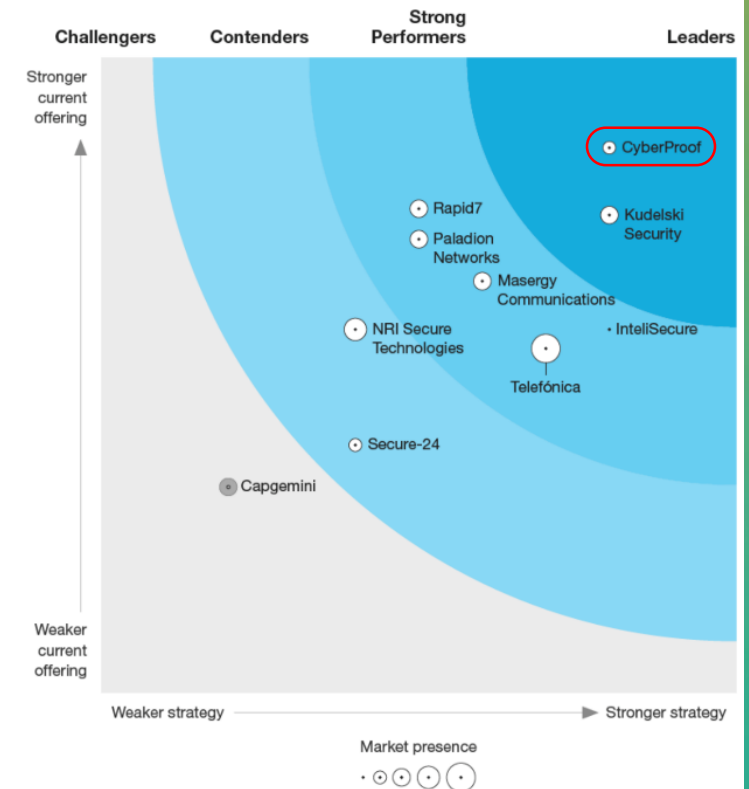 Challengers
Contenders
Strong
Performers
Leaders
Stronger
current
offering
CyberProof
Rapid7
Kudelski
Security
Paladion
Networks
Masergy
Communications
NRI Secure
Technologies
InteliSecure
Telefónica
Secure-24
Capgemini
Weaker
current
offering
Weaker strategy
Stronger strategy
Market presence